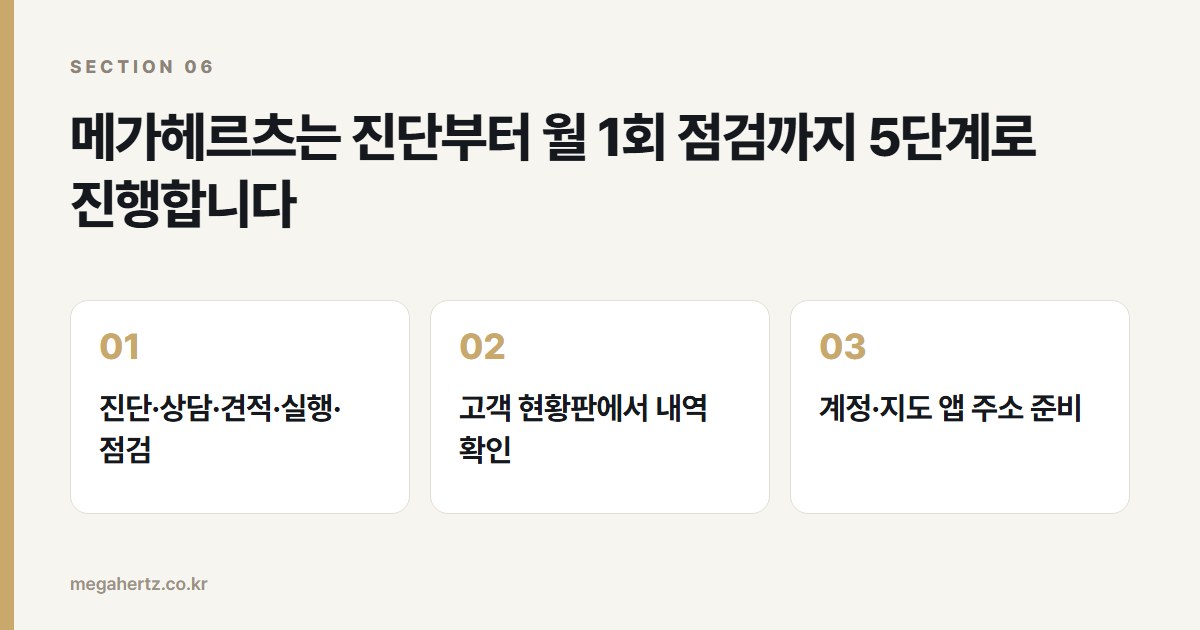 SECTION 06
메가헤르츠는 진단부터 월 1회 점검까지 5단계로
진행합니다
01
진단·상담·견적·실행·
점검
02
고객 현황판에서 내역
확인
03
계정·지도 앱 주소 준비
megahertz.co.kr